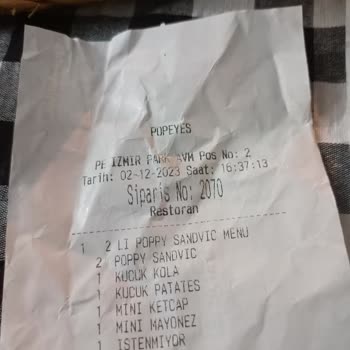 POPEYES
PE IZMIR PARK AVM Pos No: 2
Tarih: 02-12-2023 Saat: 16:37:13
Siparis No: 2070
Restoran
1 2 LI POPPY SANDVIC MENU
2 POPPY SANDVIC
1 KUCUK KOLA
1 KUCUK PATATES
1 MINI KETCAP
1 MINI MAYONEZ
1 ISTENMIYOR